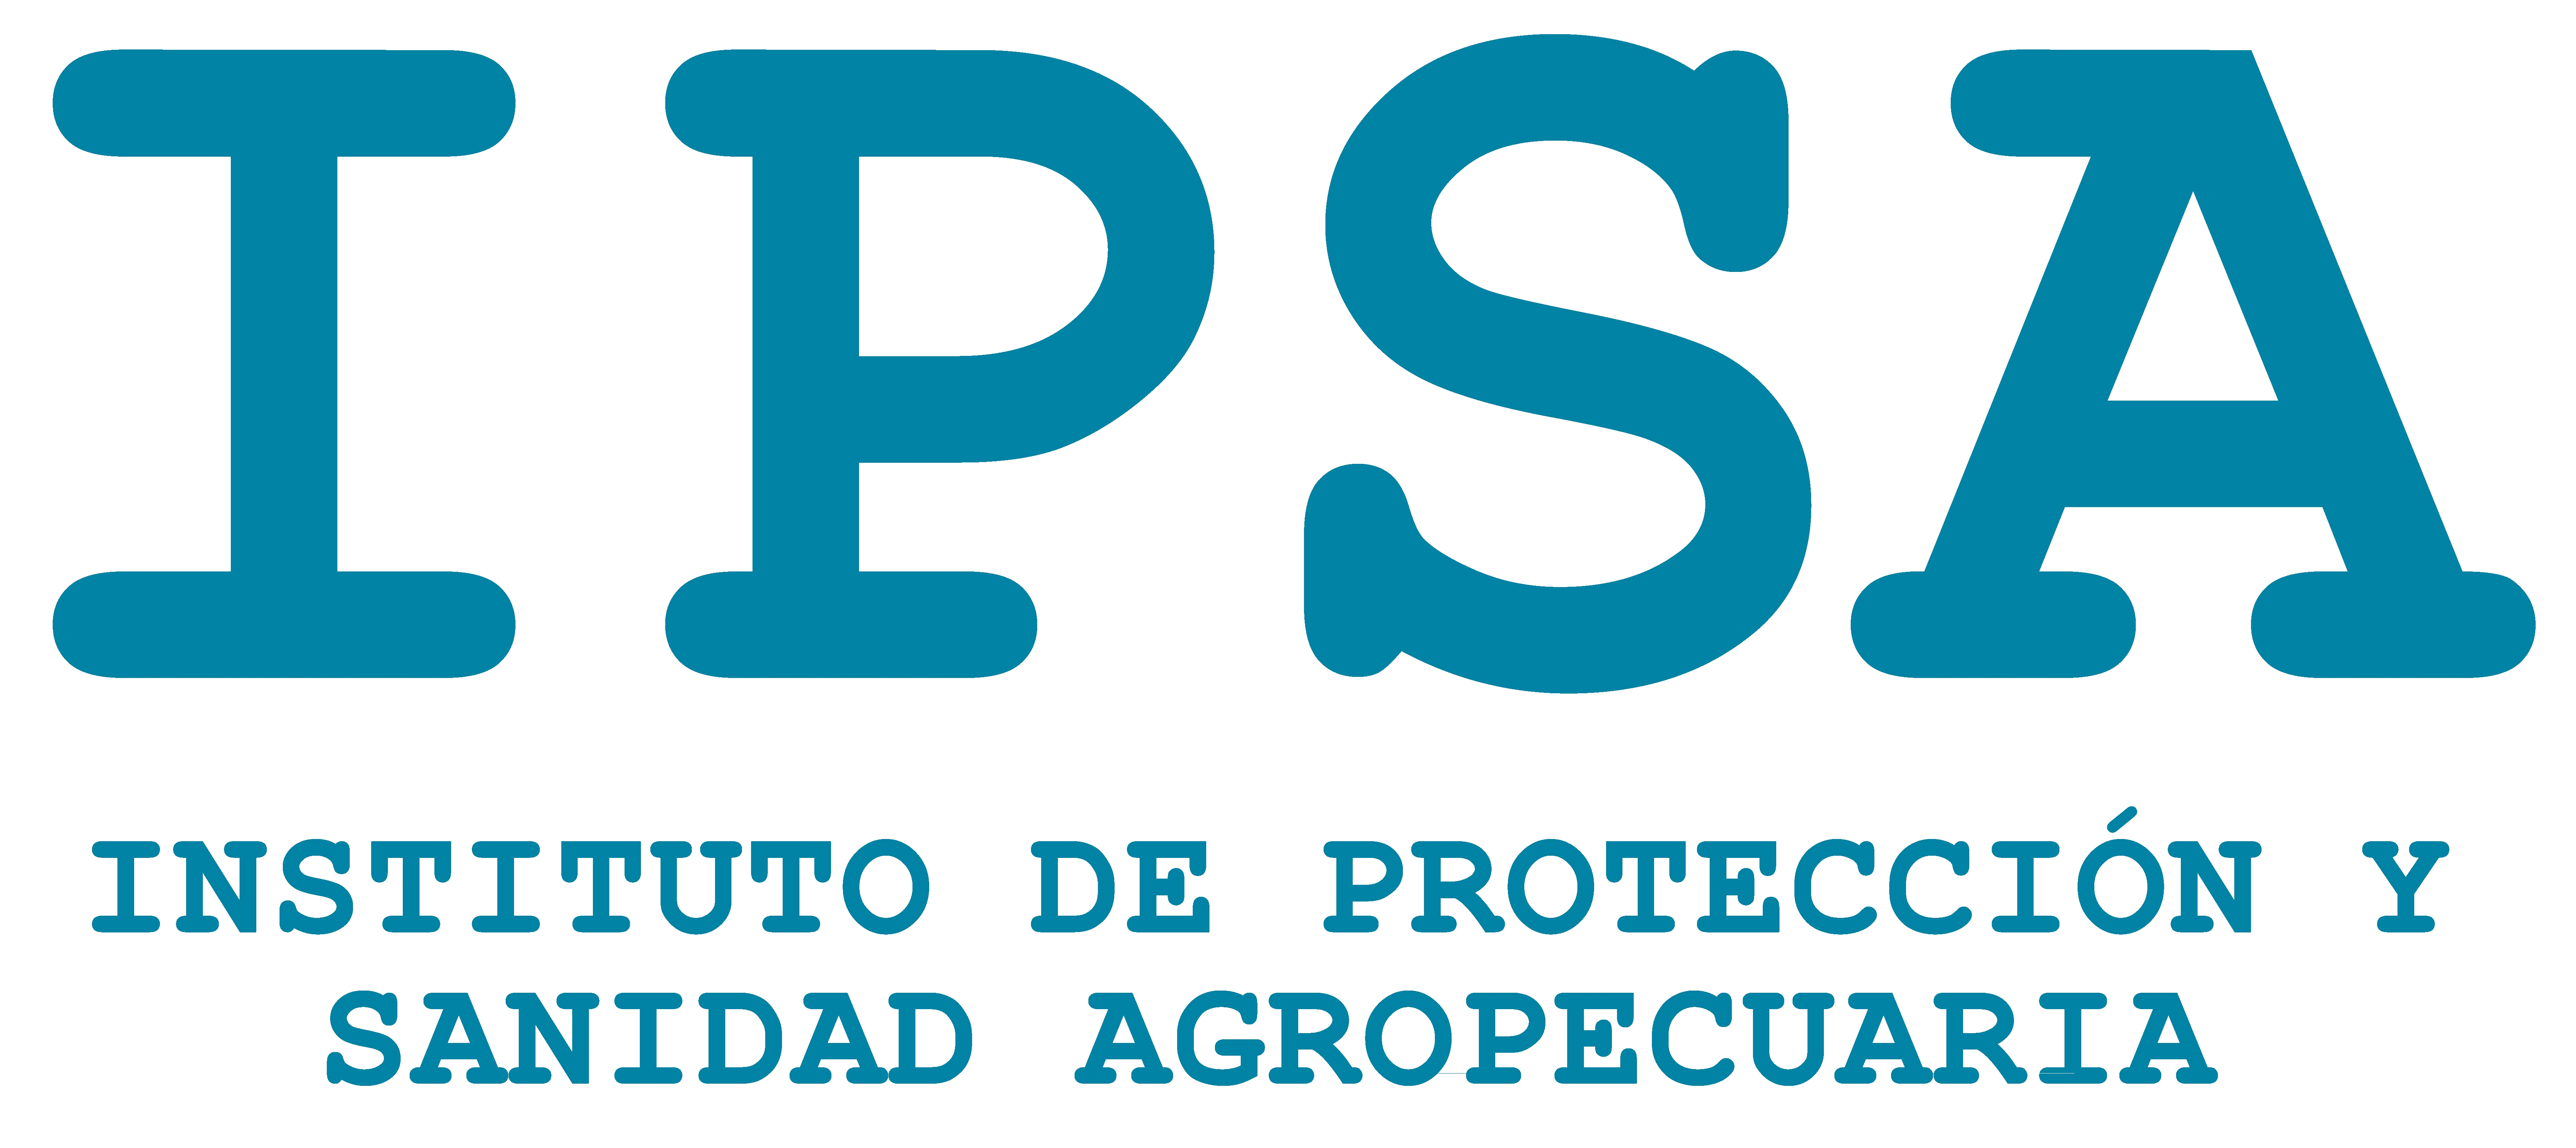 IPSA
INSTITUTO DE PROTECCIÓN Y
SANIDAD AGROPECUARIA